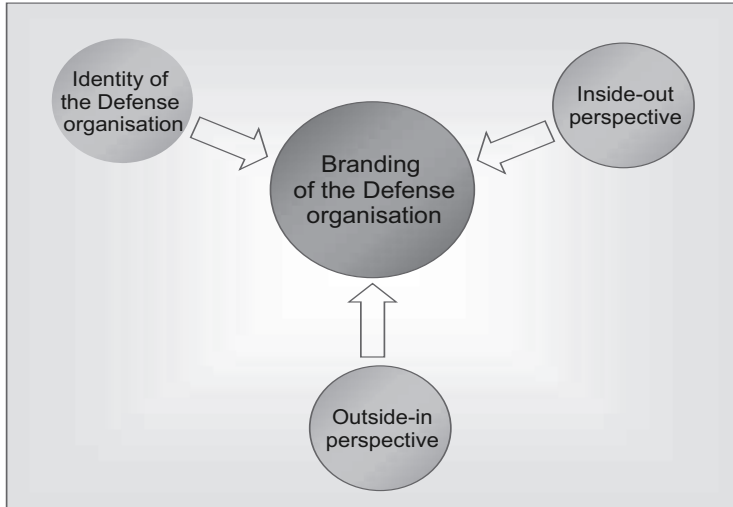 Identity of
the Defense
organisation
Inside-out
perspective
Branding
of the Defense
organisation
Outside-in
perspective